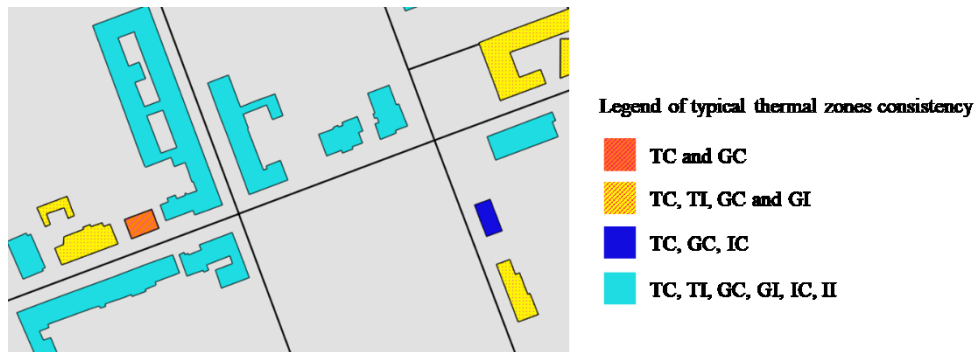 Legend of typical thermal zones consistency
TC and GC
TC, TI, GC and GI
TC, GC, IC
TC, TI, GC, GI, IC, II